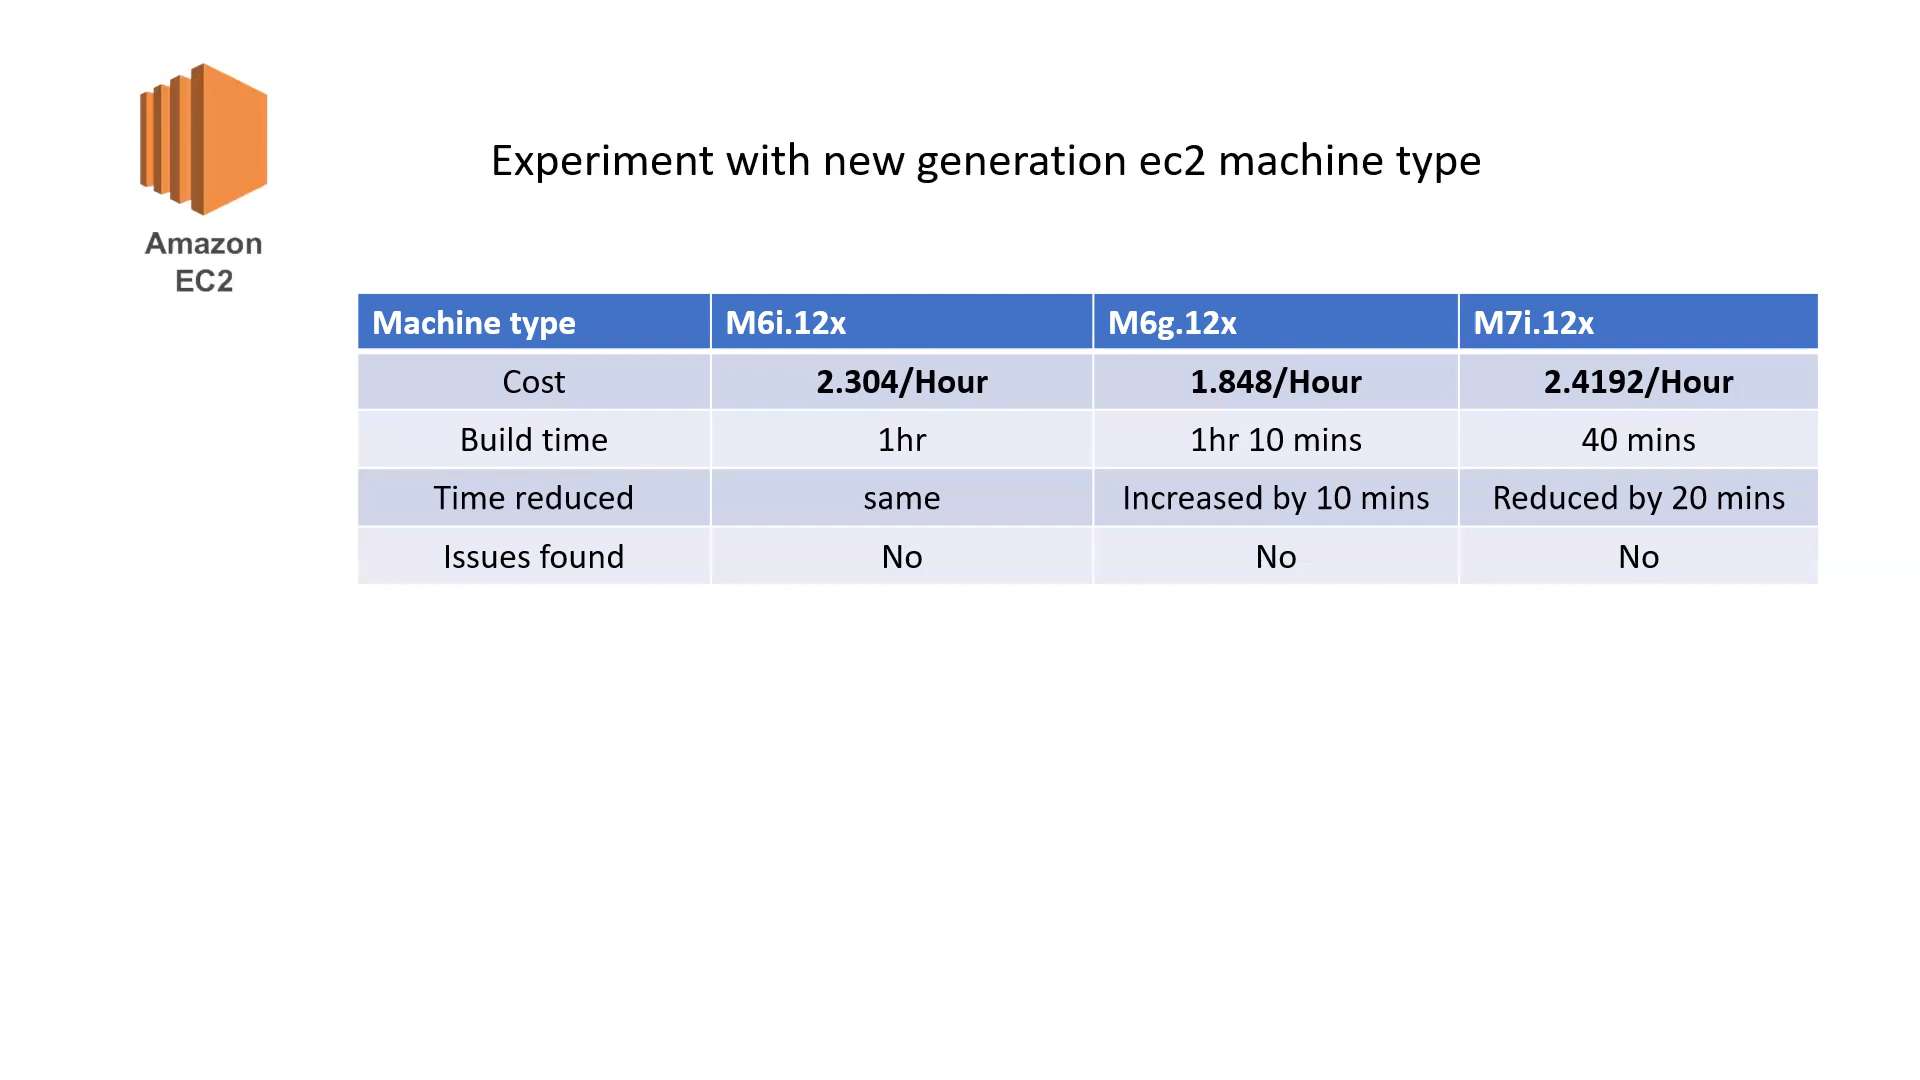 Amazon
EC2
Experiment with new generation ec2 machine type
Machine type M6i.12x M6g.12x M7i.12x
Cost 2.304/Hour 1.848/Hour 2.4192/Hour
Build time 1hr 1hr 10 mins 40 mins
Time reduced same Increased by 10 mins Reduced by 20 mins
Issues found No No No